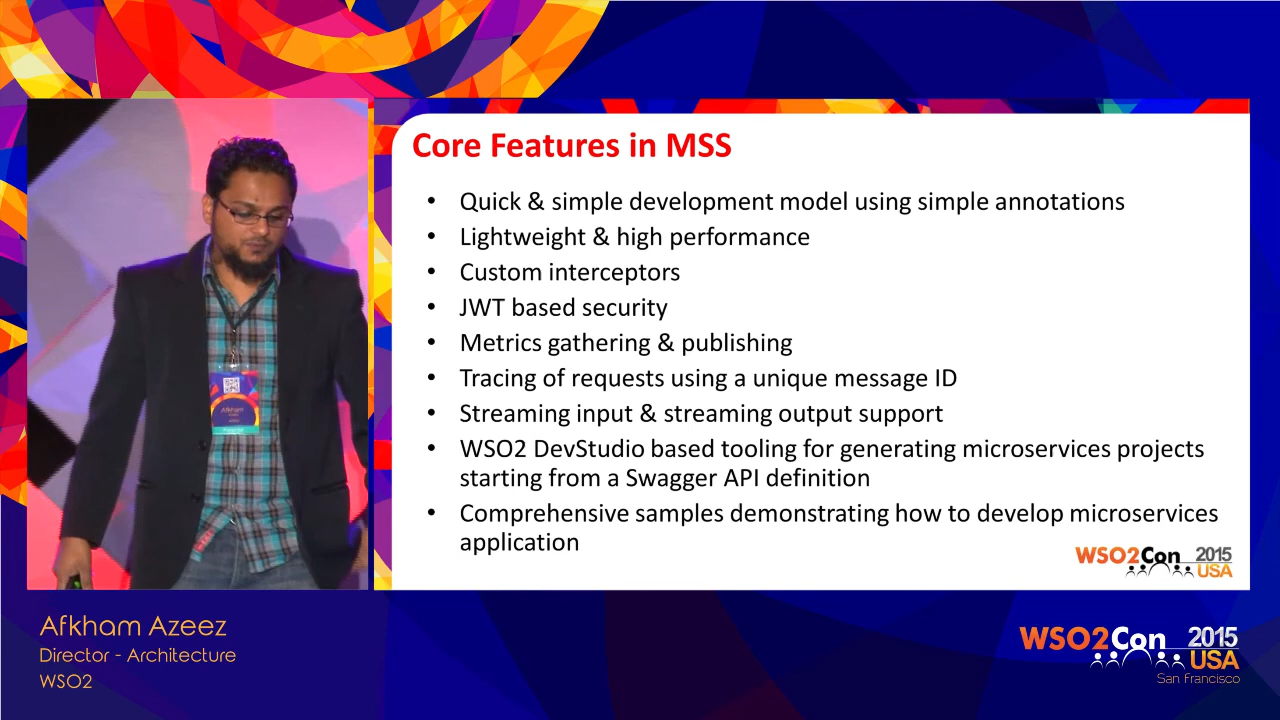 Core Features in MSS
• Quick & simple development model using simple annotations
• Lightweight & high performance
• Custom interceptors
• JWT based security
• Metrics gathering & publishing
• Tracing of requests using a unique message ID
• Streaming input & streaming output support
• WSO2 DevStudio based tooling for generating microservices projects
starting from a Swagger API definition
• Comprehensive samples demonstrating how to develop microservices
application
WSO2Con 2015
USA
Afkham
Afkham Azeez
Director - Architecture
WSO2
WSO2Con 2015
USA
San Francisco